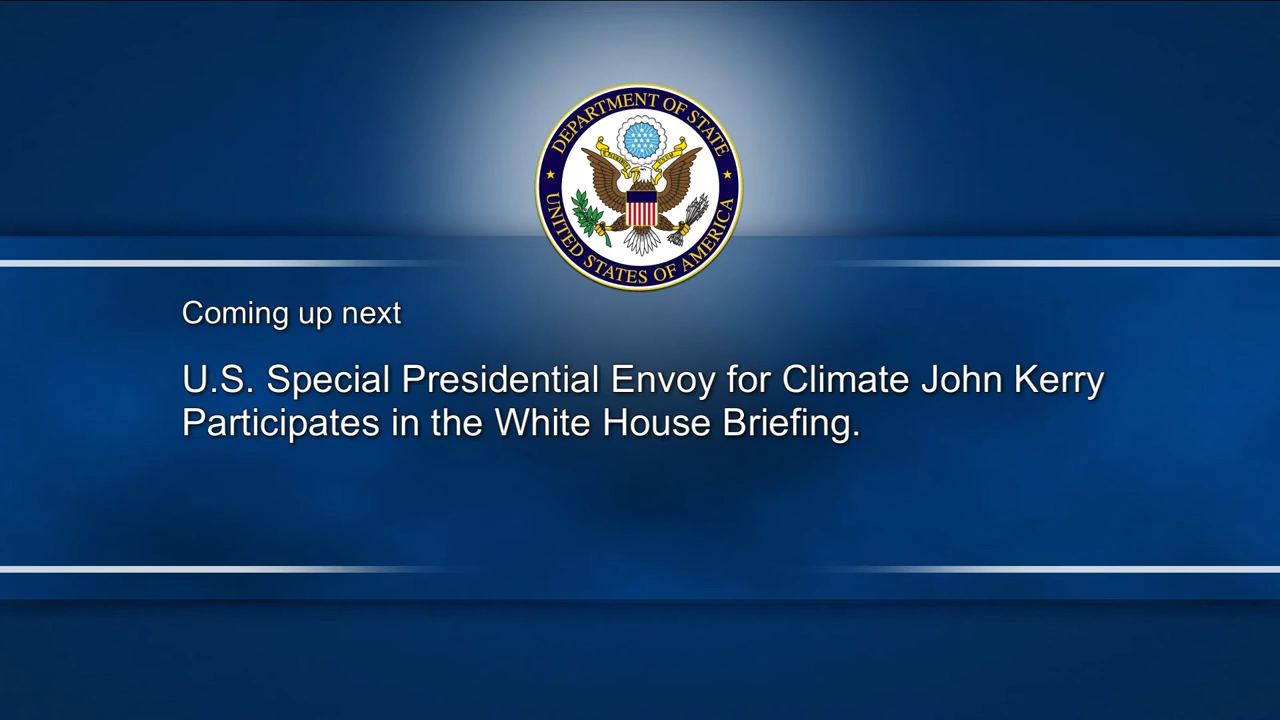 DEPARTMENT OF STATE
UNITED STATES OF AMERICA
Coming up next
U.S. Special Presidential Envoy for Climate John Kerry
Participates in the White House Briefing.